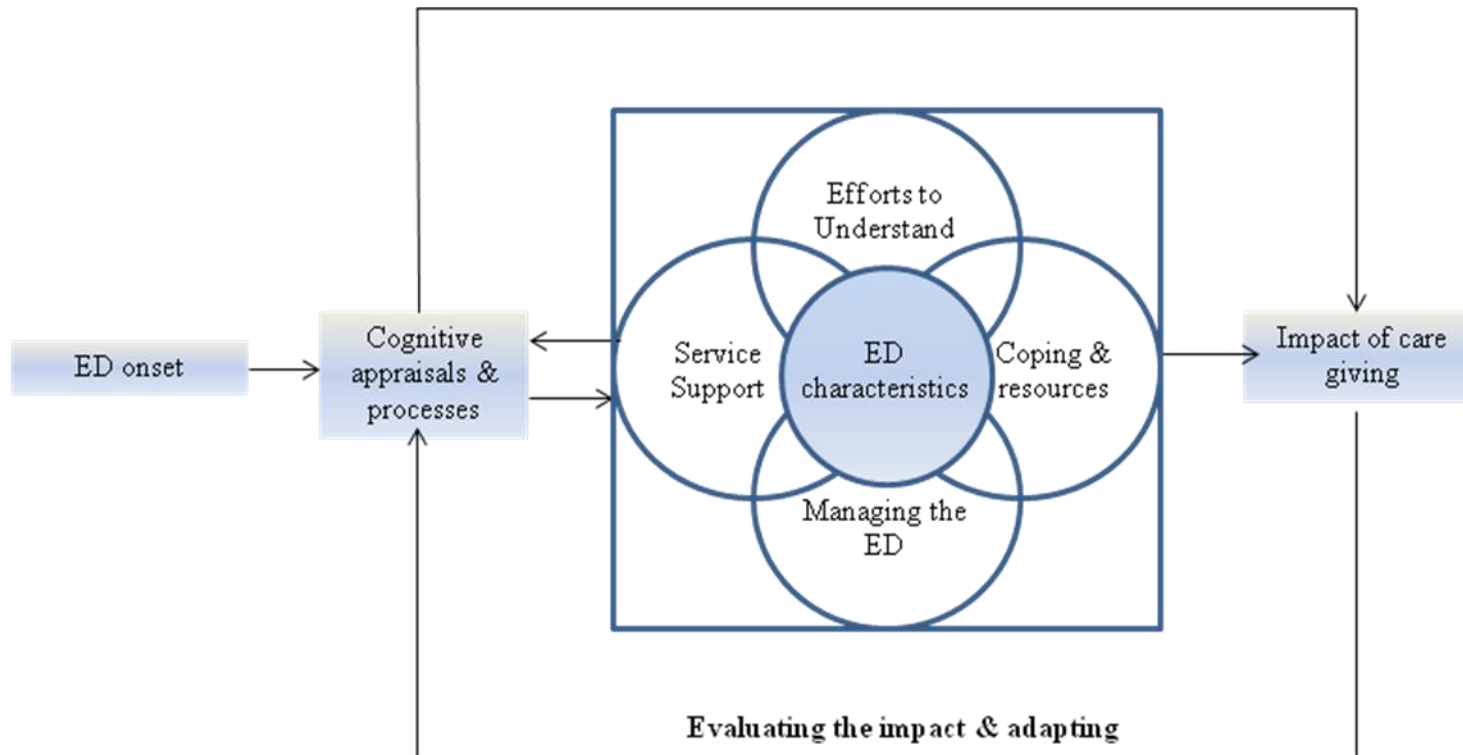 Efforts to
Understand
ED onset
Cognitive
appraisals &
processes
Service
Support
ED
characteristics
Coping &
resources
Impact of care
giving
Managing the
ED
Evaluating the impact & adapting